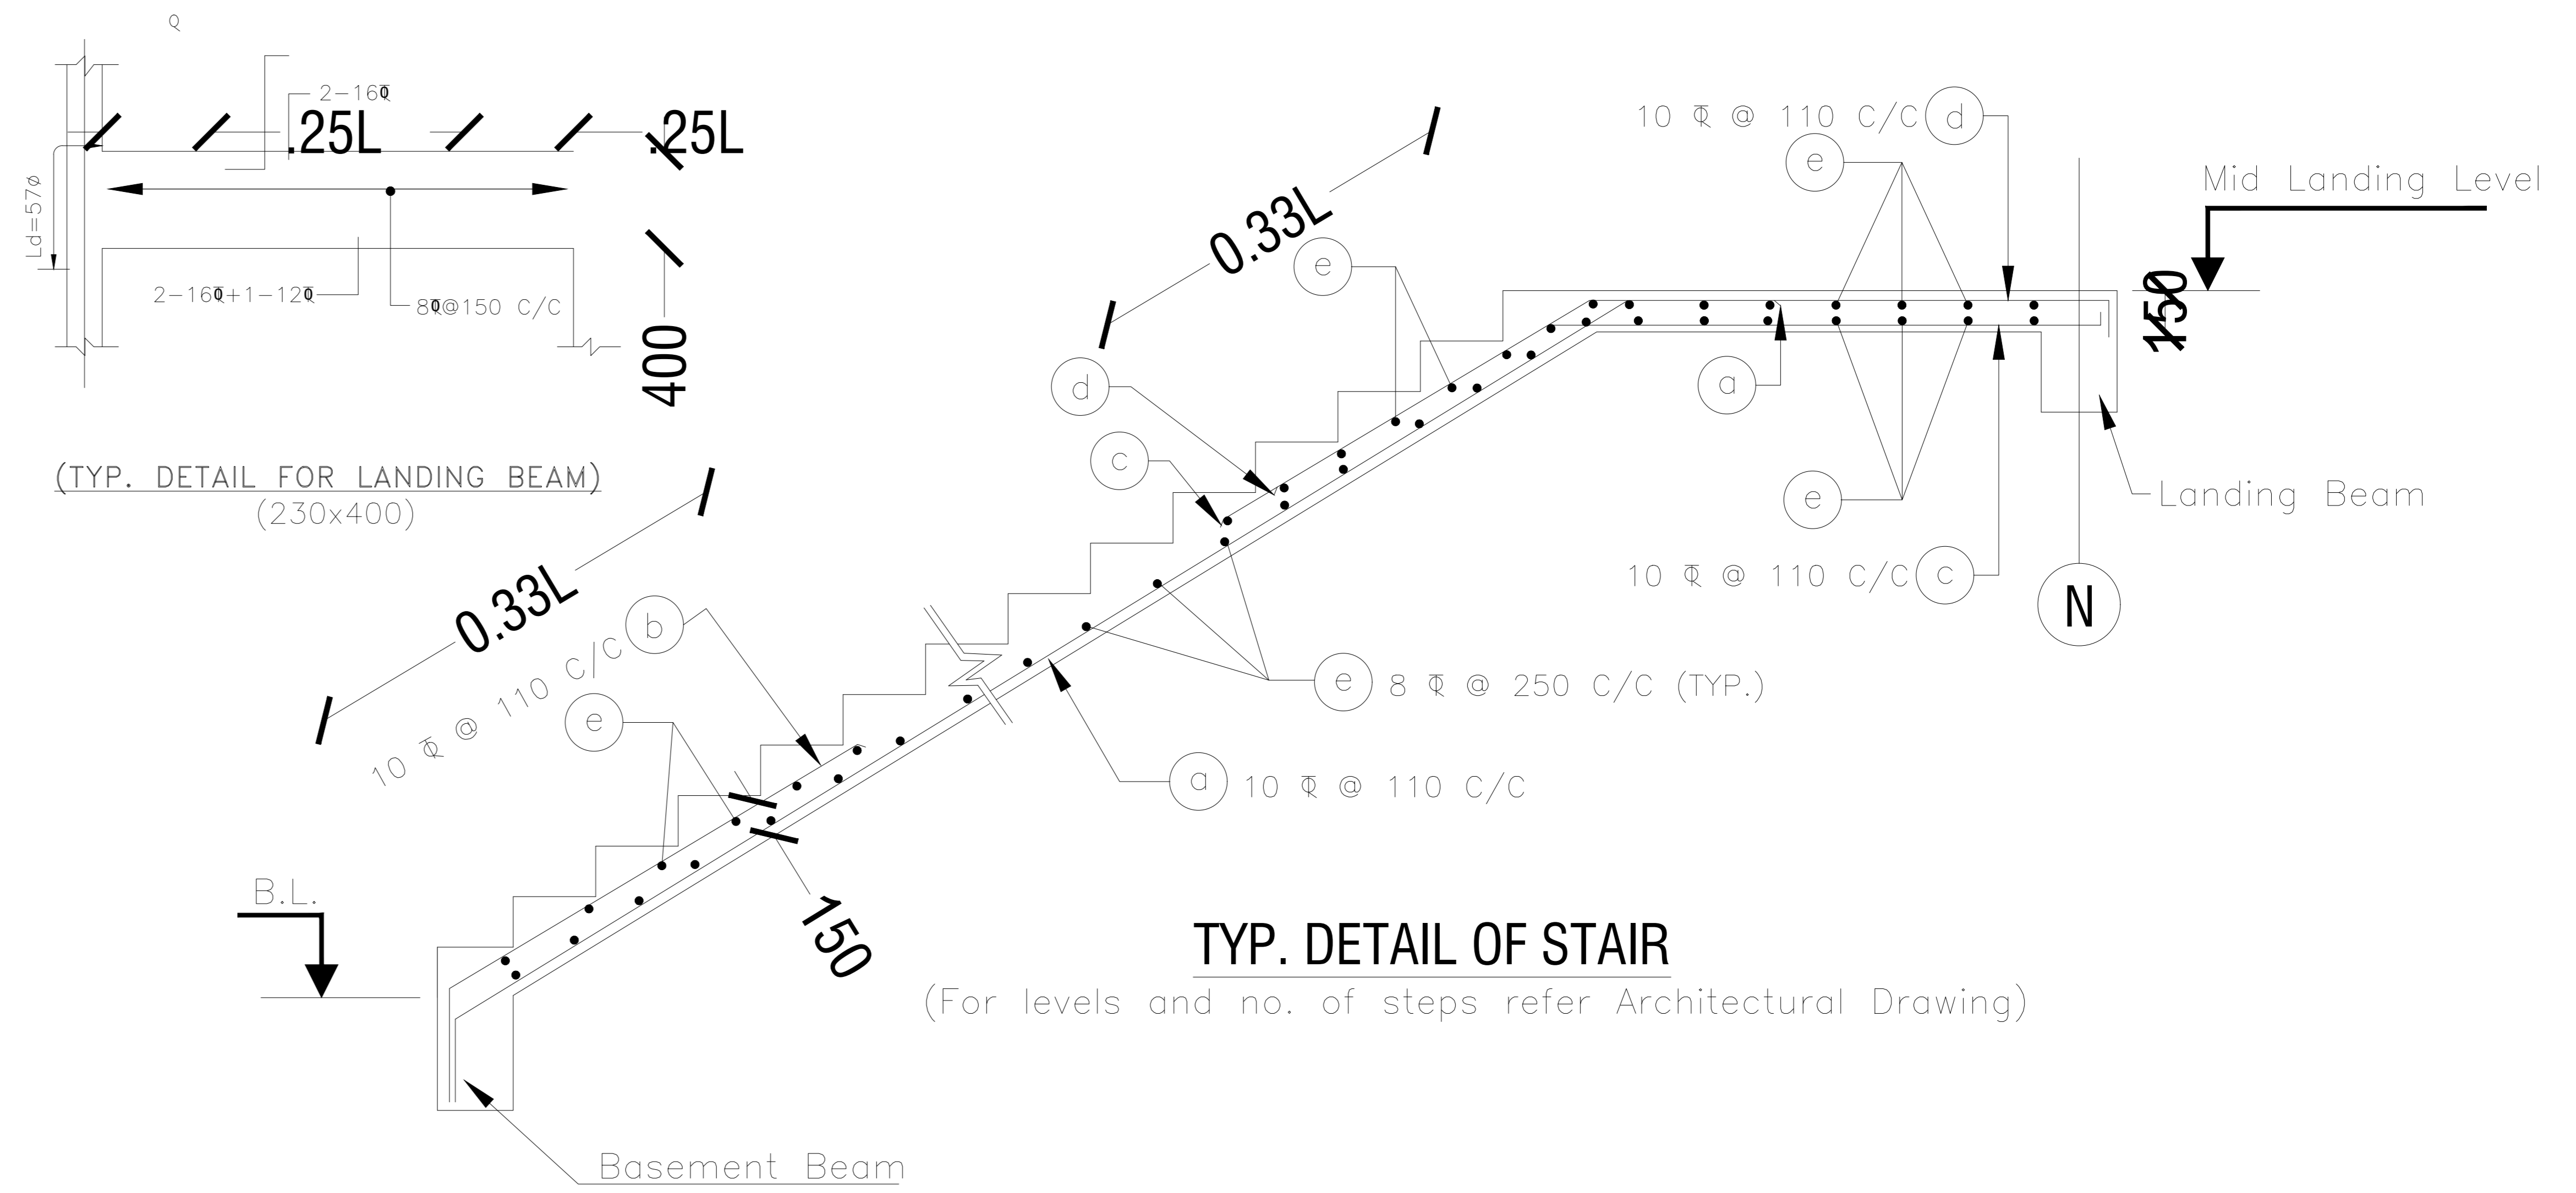 Q
2-16Φ
.25L
.25L
Ld=57Ø
2-16Φ+1-12Φ
8Φ@150 C/C
400
(TYP. DETAIL FOR LANDING BEAM)
(230x400)
0.33L
10 Φ @ 110 C/C
d
e
Mid Landing Level
e
150
a
d
c
e
Landing Beam
10 Φ @ 110 C/C
c
N
0.33L
b
10 Φ @ 110 C/C
e
e
8 Φ @ 250 C/C (TYP.)
a
10 Φ @ 110 C/C
B.L.
150
TYP. DETAIL OF STAIR
(For levels and no. of steps refer Architectural Drawing)
Basement Beam